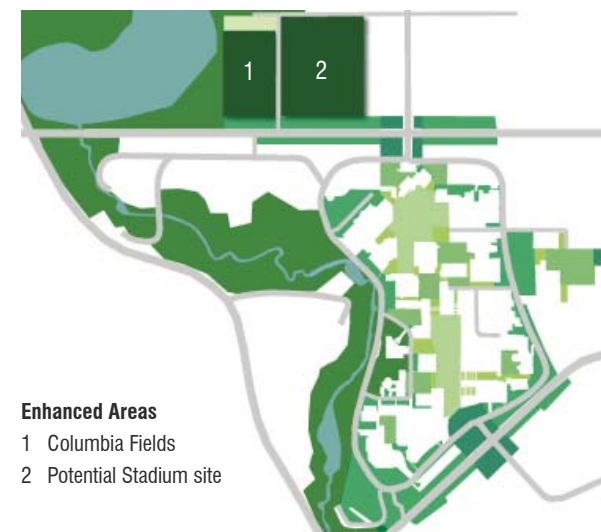 1
2
Enhanced Areas
1 Columbia Fields
2 Potential Stadium site